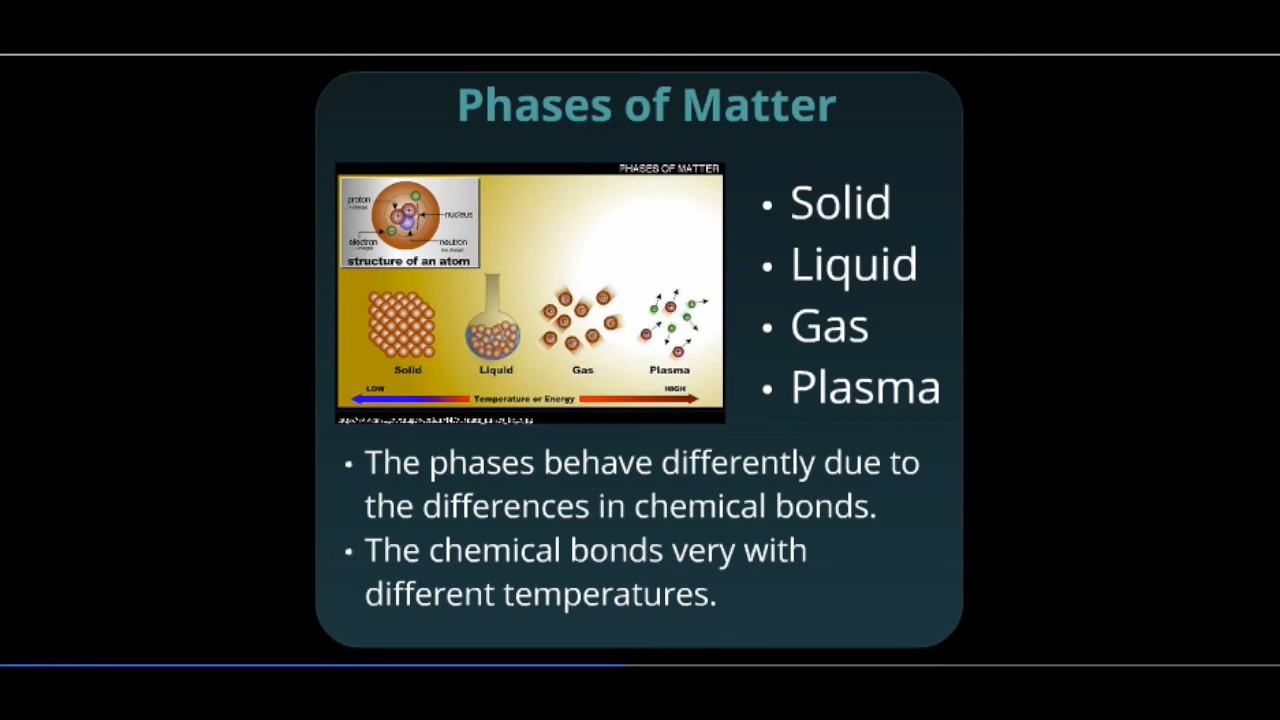 Phases of Matter
PHASES OF MATTER
proton
nucleus
electron
neutron
structure of an atom
Solid
Liquid
Gas
Plasma
LOW
HIGH
Temperature or Energy
• Solid
• Liquid
• Gas
• Plasma
• The phases behave differently due to
the differences in chemical bonds.
• The chemical bonds very with
different temperatures.